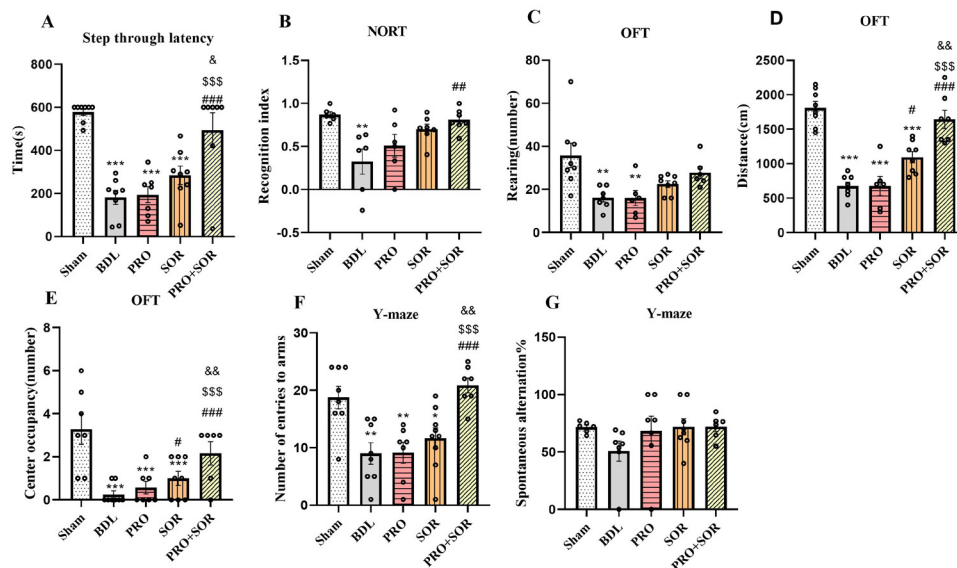 A
Step through latency
Time(s)
800
600
400
200
0
***
***
***
&
$$$
###
Sham
BDL
PRO
SOR
PRO+SOR
B
NORT
Recognition index
1.5
1.0
0.5
0.0
-0.5
**
##
Sham
BDL
PRO
SOR
PRO+SOR
C
OFT
Rearing(number)
80
60
40
20
0
**
**
Sham
BDL
PRO
SOR
PRO+SOR
D
OFT
Distance(cm)
2500
2000
1500
1000
500
0
***
***
#
***
&&
$$$
###
Sham
BDL
PRO
SOR
PRO+SOR
E
OFT
Center occupancy(number)
8
6
4
2
0
***
***
#
***
&&
$$$
###
Sham
BDL
PRO
SOR
PRO+SOR
F
Y-maze
Number of entries to arms
40
30
20
10
0
**
**
*
&&
$$$
###
Sham
BDL
PRO
SOR
PRO+SOR
G
Y-maze
Spontaneous alternation%
150
100
50
0
Sham
BDL
PRO
SOR
PRO+SOR